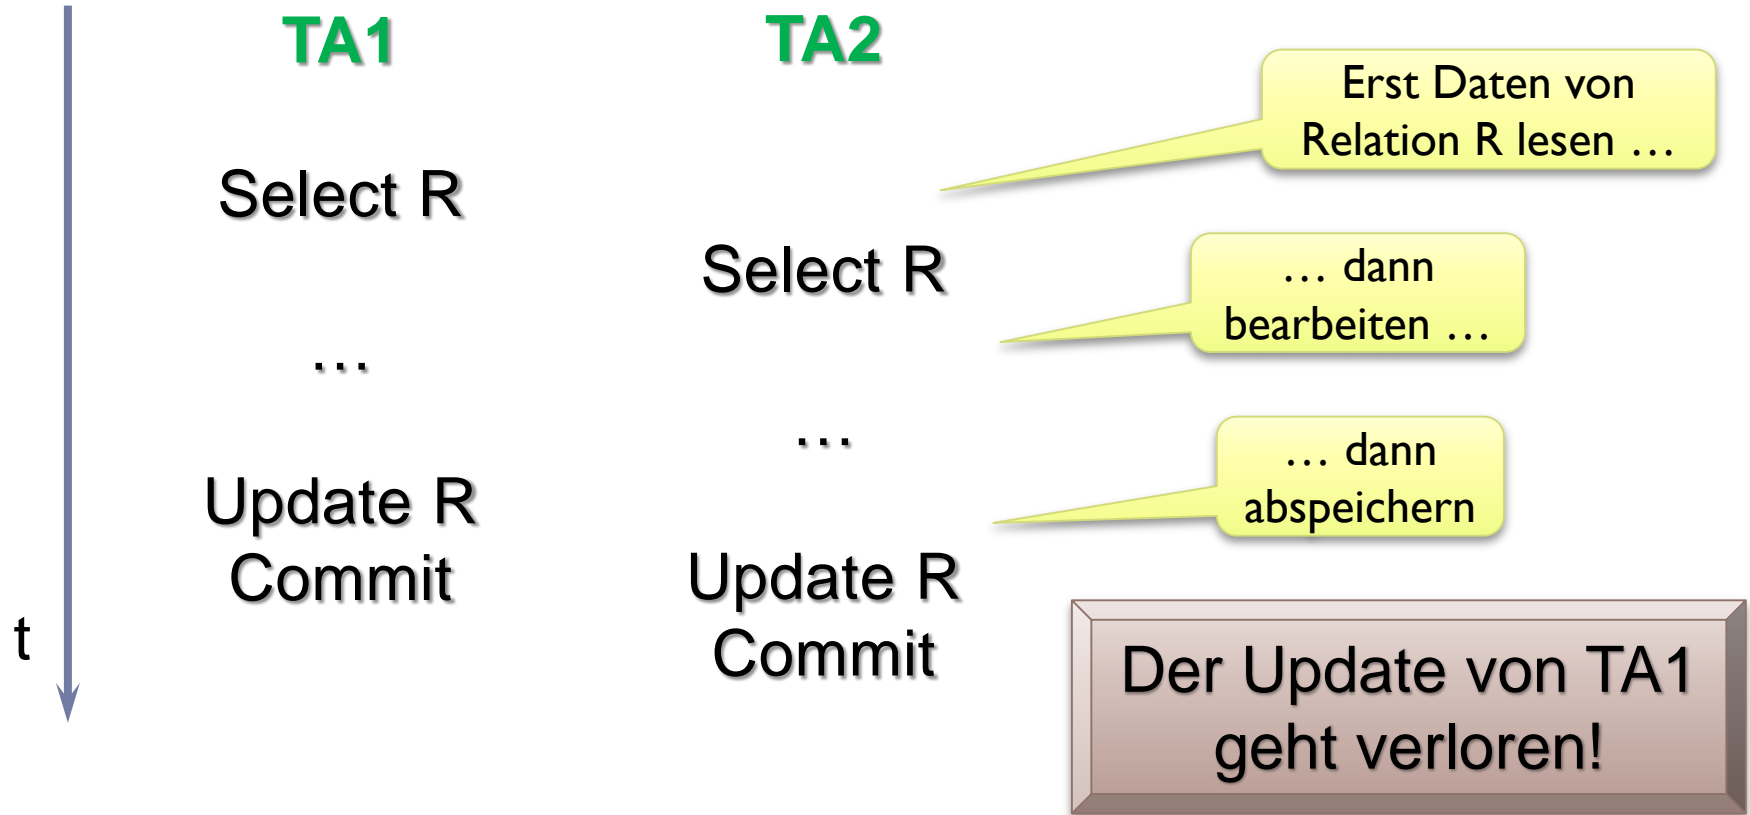 TA1
TA2
Erst Daten von
Relation R lesen …
Select R
Select R
… dann
bearbeiten …
…
…
… dann
abspeichern
Update R
Commit
Update R
Commit
t
Der Update von TA1
geht verloren!